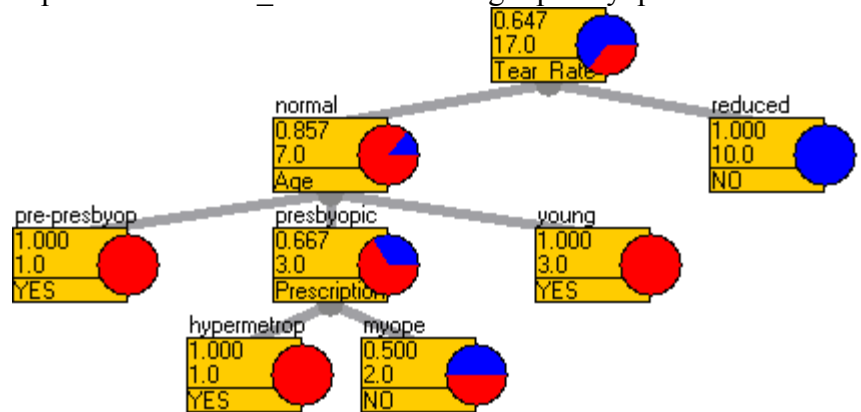 0.647
17.0
Tear Rate
normal
0.857
7.0
Age
reduced
1.000
10.0
NO
pre-presbyop
1.000
1.0
YES
presbyopic
0.667
3.0
Prescription
young
1.000
3.0
YES
hypermetrop
1.000
1.0
YES
myope
0.500
2.0
NO